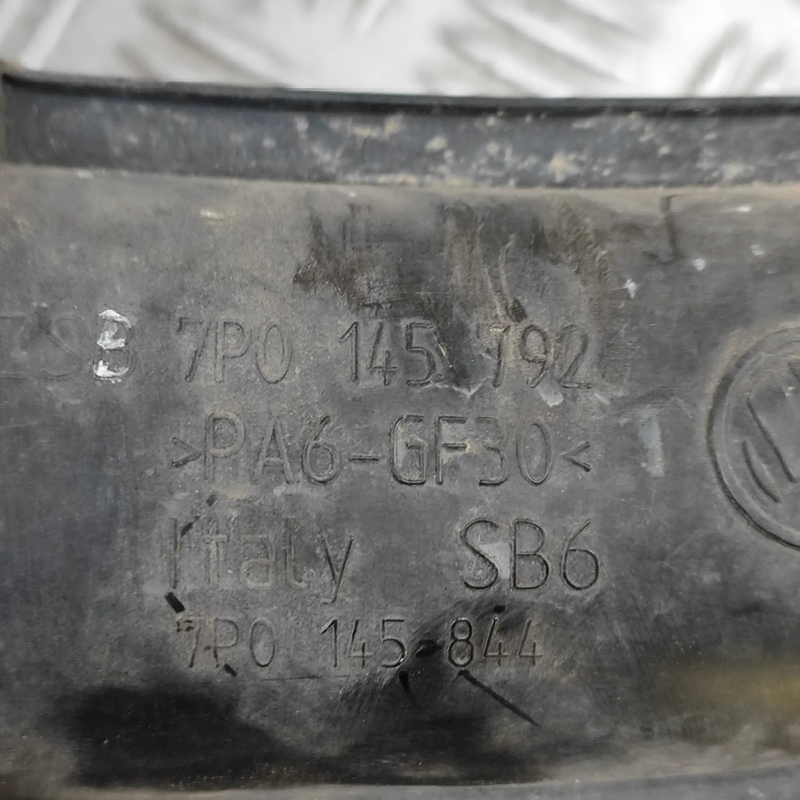 ZSB 7P0 145 792
>PA6-GF30<
Italy SB6
7P0 145 844